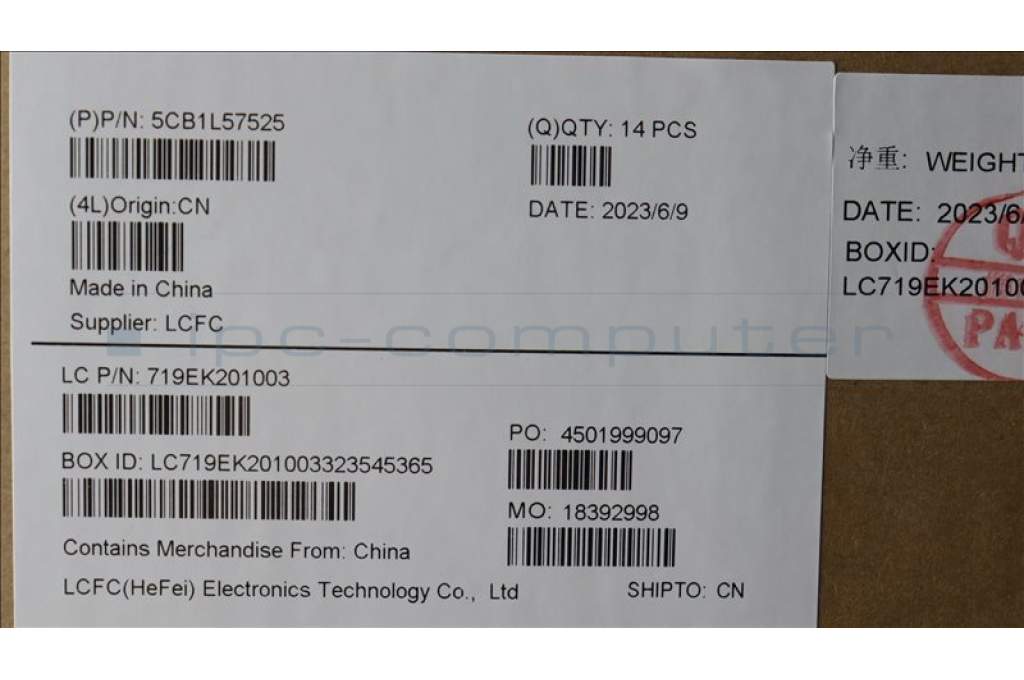 (P)P/N: 5CB1L57525
(Q)QTY: 14 PCS
(4L)Origin:CN
DATE: 2023/6/9
Made in China
Supplier: LCFC
ipc-computer
LC P/N: 719EK201003
PO: 4501999097
BOX ID: LC719EK201003323545365
MO: 18392998
Contains Merchandise From: China
LCFC(HeFei) Electronics Technology Co., Ltd
SHIPTO: CN
净重: WEIGHT
DATE: 2023/6/
BOXID:
LC719EK20100
PA